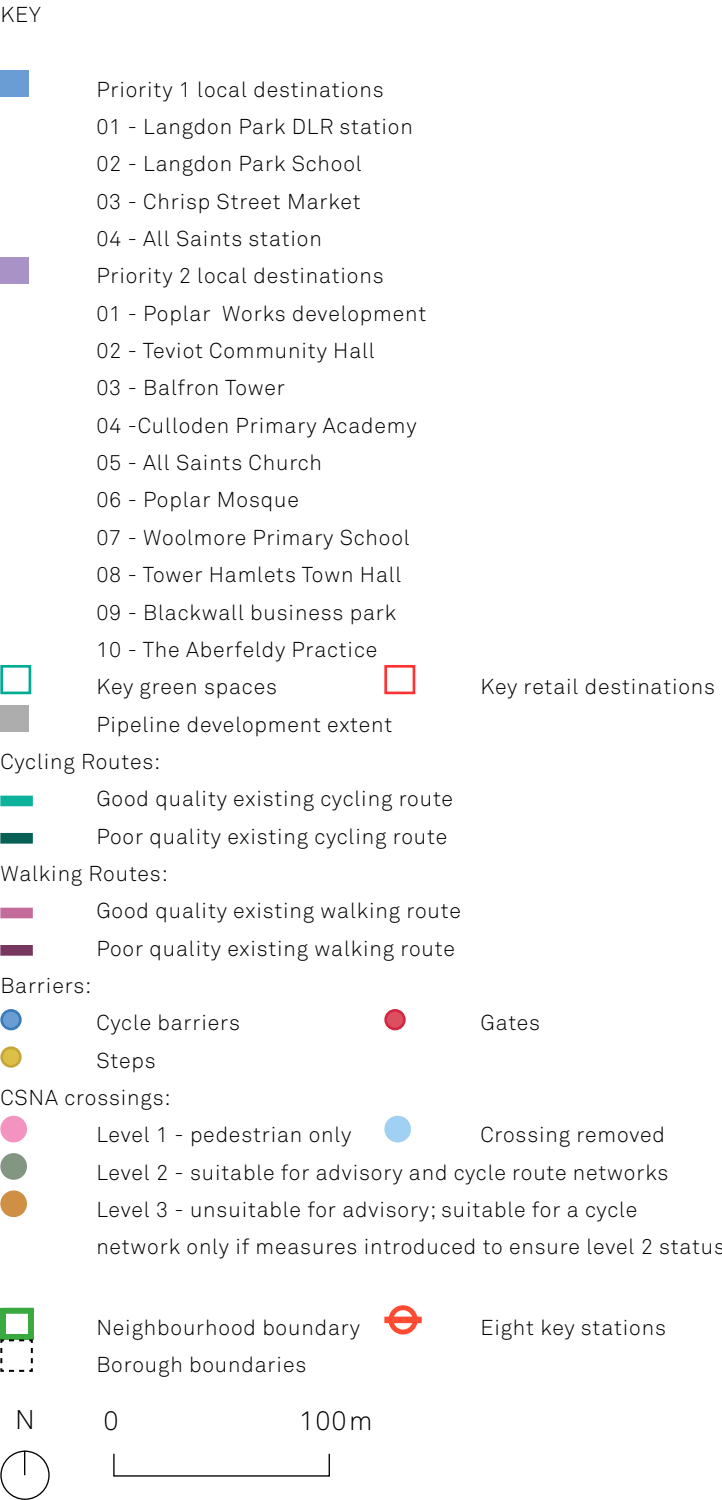 KEY
Priority 1 local destinations
01 - Langdon Park DLR station
02 - Langdon Park School
03 - Chrisp Street Market
04 - All Saints station
Priority 2 local destinations
01 - Poplar  Works development
02 - Teviot Community Hall
03 - Balfron Tower
04 -Culloden Primary Academy
05 - All Saints Church
06 - Poplar Mosque
07 - Woolmore Primary School
08 - Tower Hamlets Town Hall
09 - Blackwall business park
10 - The Aberfeldy Practice
Key green spaces Key retail destinations
Pipeline development extent
Cycling Routes:
Good quality existing cycling route
Poor quality existing cycling route
Walking Routes:
Good quality existing walking route
Poor quality existing walking route
Barriers:
Cycle barriers Gates
Steps
CSNA crossings:
Level 1 - pedestrian only Crossing removed
Level 2 - suitable for advisory and cycle route networks
Level 3 - unsuitable for advisory; suitable for a cycle
network only if measures introduced to ensure level 2 status
Neighbourhood boundary Eight key stations
Borough boundaries
N 0 100m